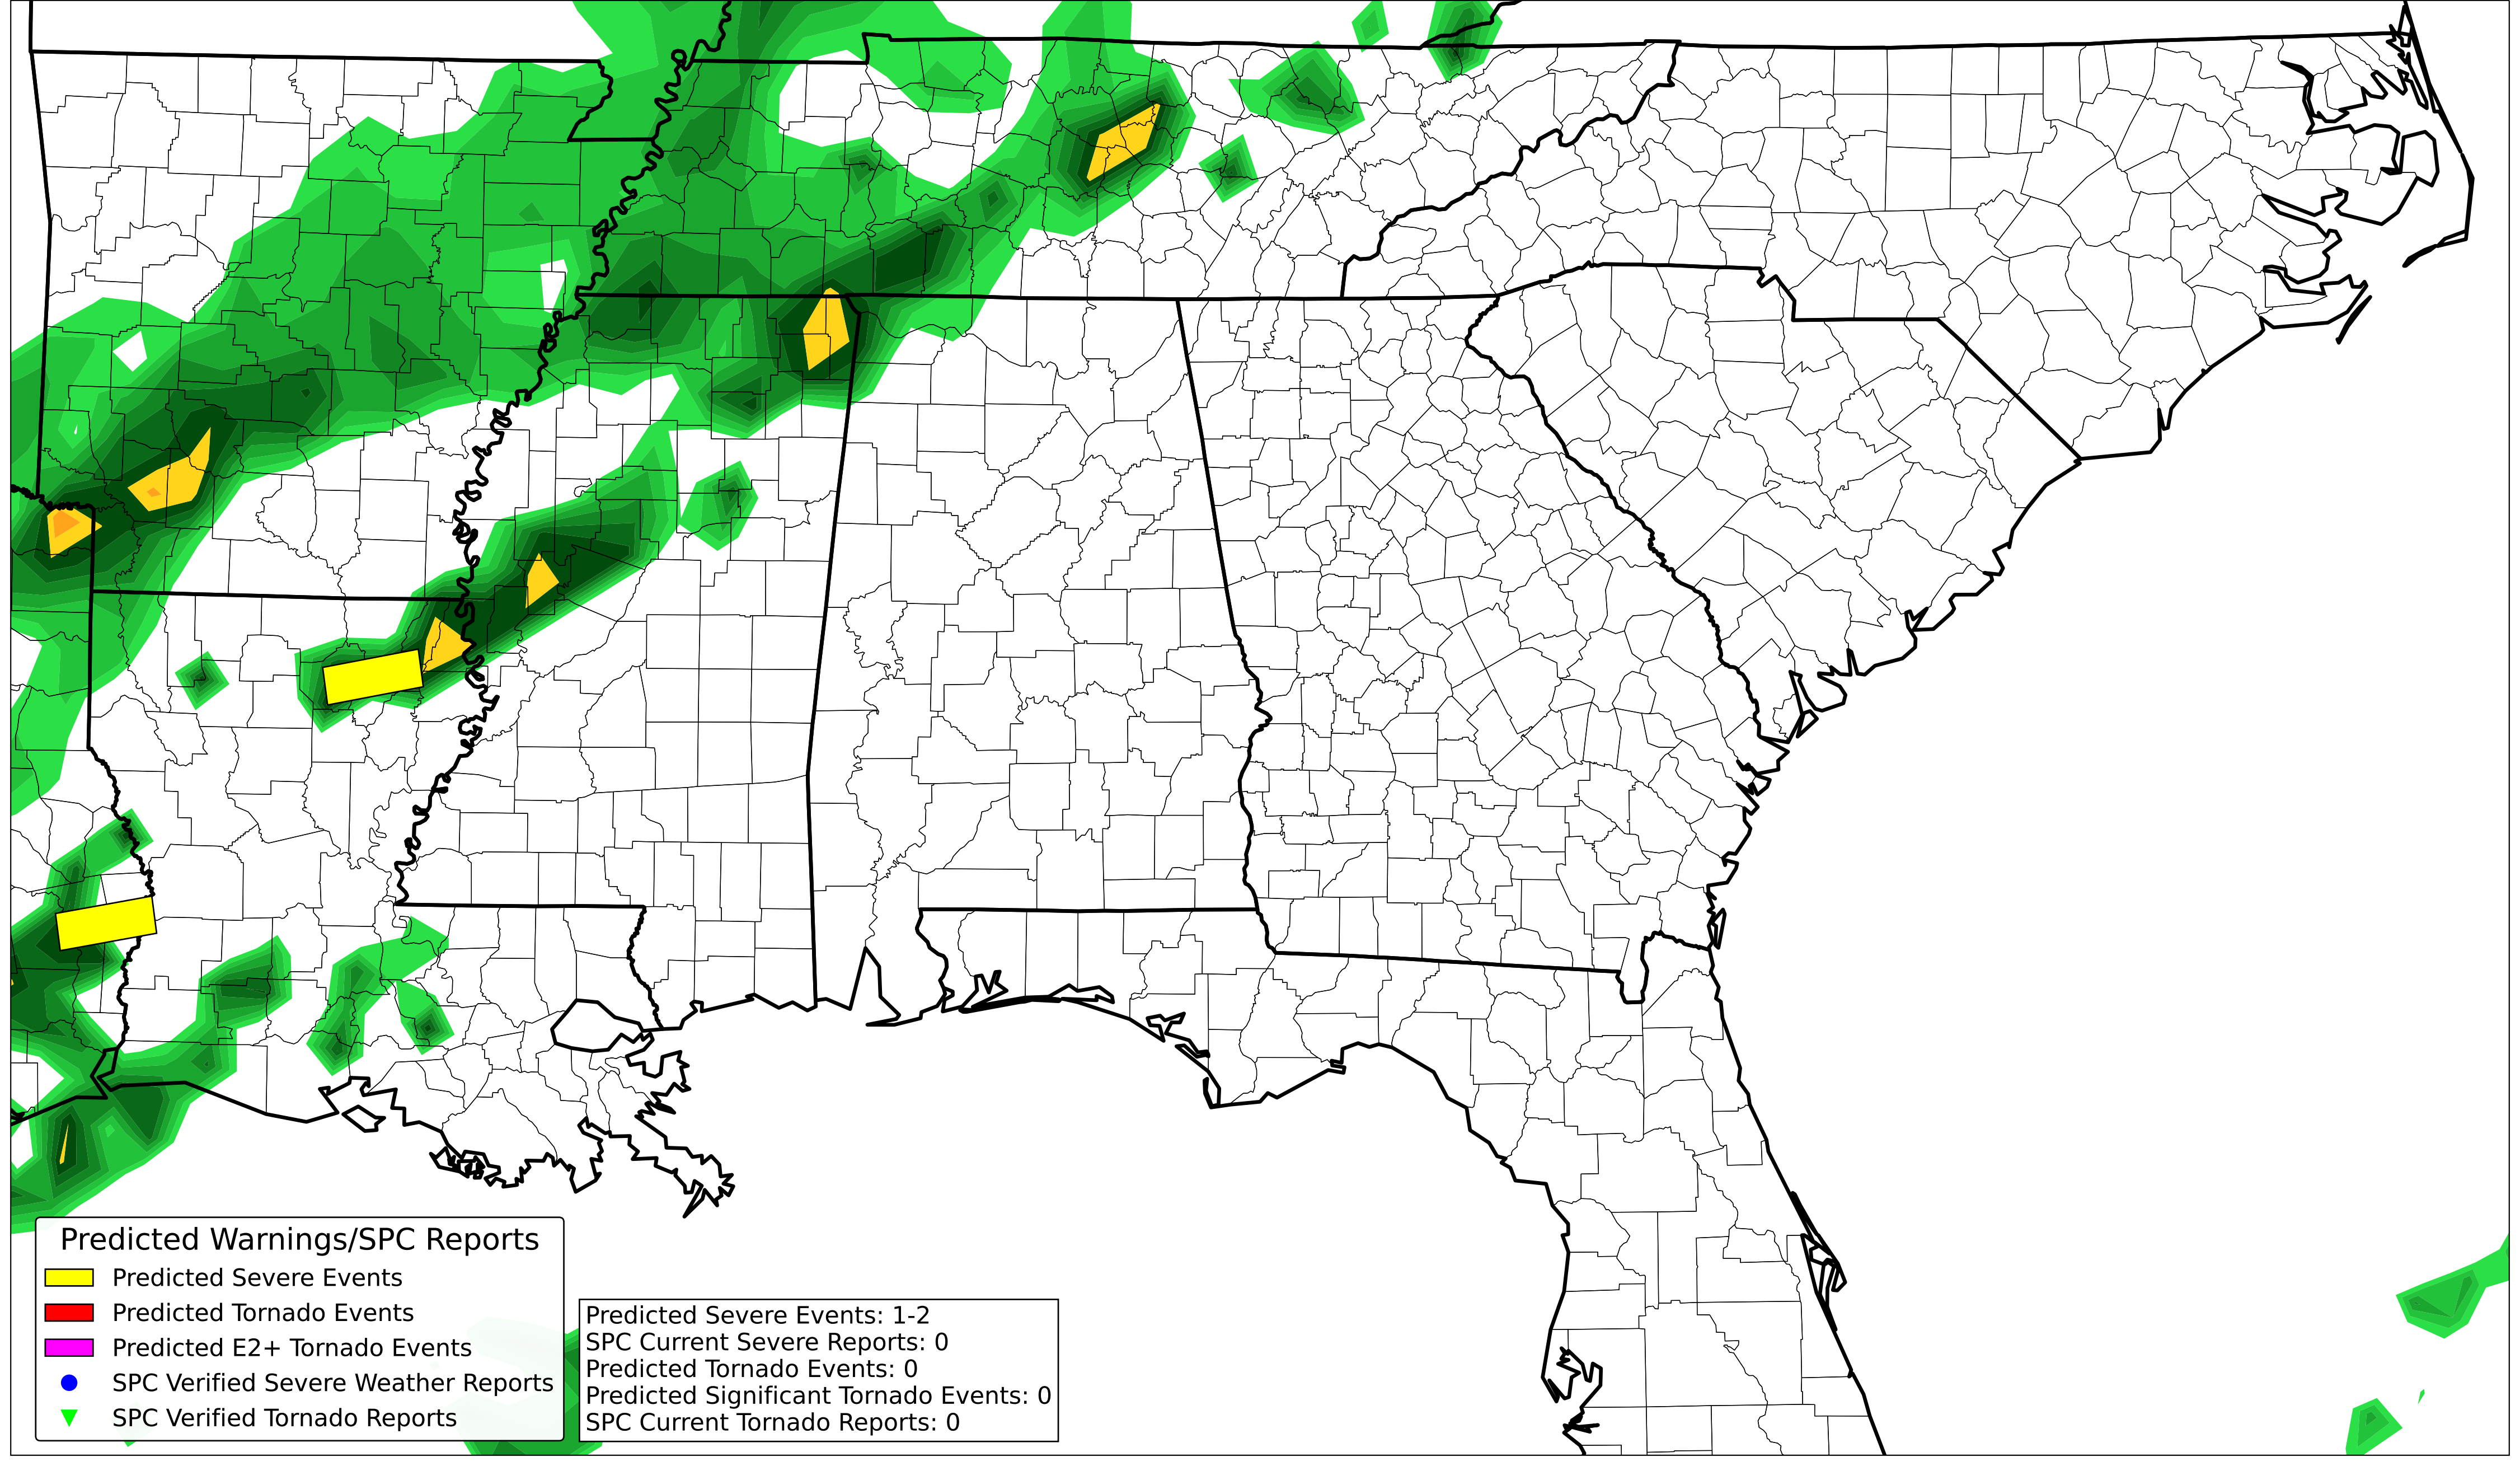 Predicted Warnings/SPC Reports
Predicted Severe Events
Predicted Tornado Events
Predicted E2+ Tornado Events
SPC Verified Severe Weather Reports
SPC Verified Tornado Reports
Predicted Severe Events: 1-2
SPC Current Severe Reports: 0
Predicted Tornado Events: 0
Predicted Significant Tornado Events: 0
SPC Current Tornado Reports: 0